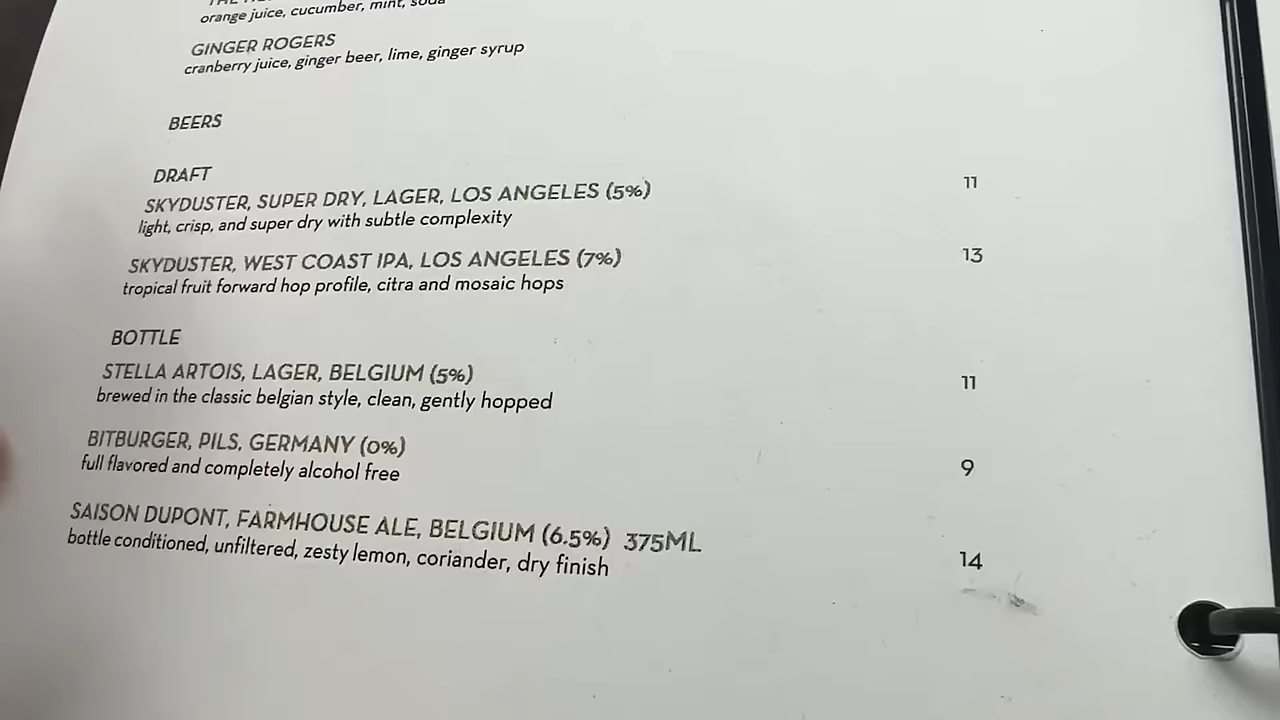 orange juice, cucumber, mint, soda
GINGER ROGERS
cranberry juice, ginger beer, lime, ginger syrup
BEERS
DRAFT
SKYDUSTER, SUPER DRY, LAGER, LOS ANGELES (5%) 11
light, crisp, and super dry with subtle complexity
SKYDUSTER, WEST COAST IPA, LOS ANGELES (7%) 13
tropical fruit forward hop profile, citra and mosaic hops
BOTTLE
STELLA ARTOIS, LAGER, BELGIUM (5%) 11
brewed in the classic belgian style, clean, gently hopped
BITBURGER, PILS, GERMANY (0%) 9
full flavored and completely alcohol free
SAISON DUPONT, FARMHOUSE ALE, BELGIUM (6.5%) 375ML 14
bottle conditioned, unfiltered, zesty lemon, coriander, dry finish